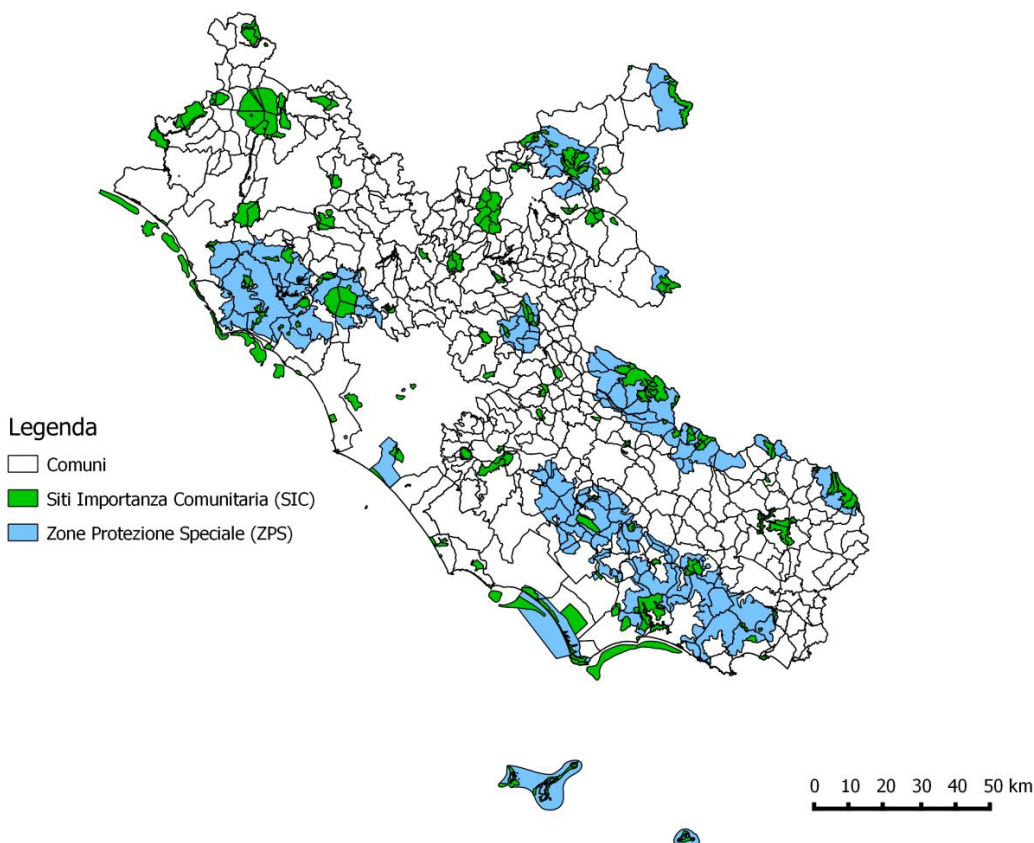 Legenda
Comuni
Siti Importanza Comunitaria (SIC)
Zone Protezione Speciale (ZPS)
0 10 20 30 40 50 km